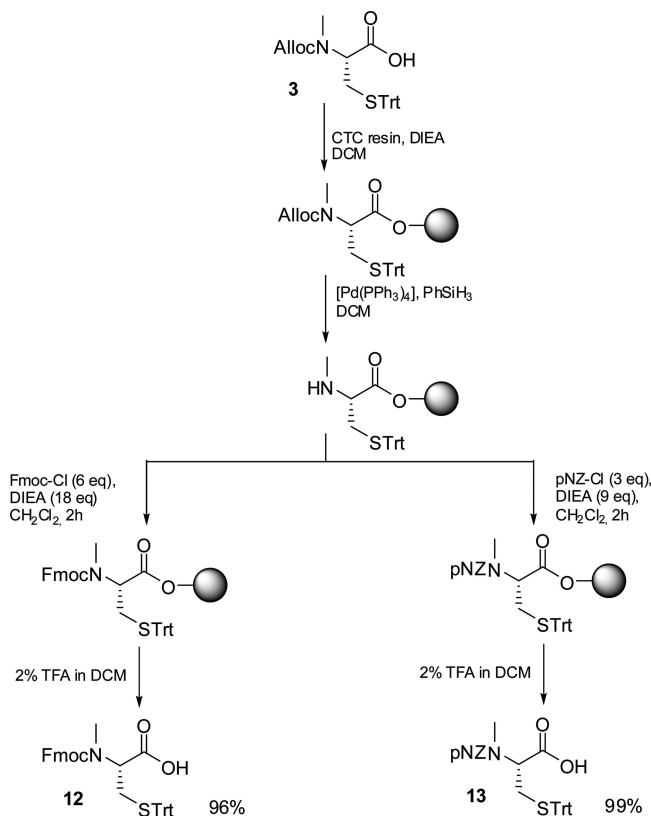 O
AllocN
OH
3
STrt
CTC resin, DIEA
DCM
O
AllocN
O
STrt
[Pd(PPh3)4], PhSiH3
DCM
O
HN
O
STrt
Fmoc-Cl (6 eq),
DIEA (18 eq)
CH2Cl2, 2h
pNZ-Cl (3 eq),
DIEA (9 eq),
CH2Cl2, 2h
O
FmocN
O
STrt
O
pNZN
O
STrt
2% TFA in DCM
2% TFA in DCM
O
FmocN
OH
12
STrt
96%
O
pNZN
OH
13
STrt
99%